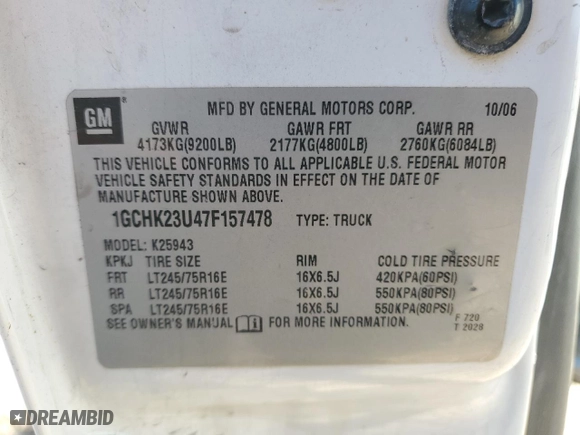 GM
MFD BY GENERAL MOTORS CORP. 10/06
GVWR GAWR FRT GAWR RR
4173KG(9200LB) 2177KG(4800LB) 2760KG(6084LB)
THIS VEHICLE CONFORMS TO ALL APPLICABLE U.S. FEDERAL MOTOR
VEHICLE SAFETY STANDARDS IN EFFECT ON THE DATE OF
MANUFACTURE SHOWN ABOVE.
1GCHK23U47F157478 TYPE: TRUCK
MODEL: K25943
KPKJ TIRE SIZE RIM COLD TIRE PRESSURE
FRT LT245/75R16E 16X6.5J 420KPA(60PSI)
RR LT245/75R16E 16X6.5J 550KPA(80PSI)
SPA LT245/75R16E 16X6.5J 550KPA(80PSI)
SEE OWNER'S MANUAL FOR MORE INFORMATION.
F 720
T 2028
DREAMBID